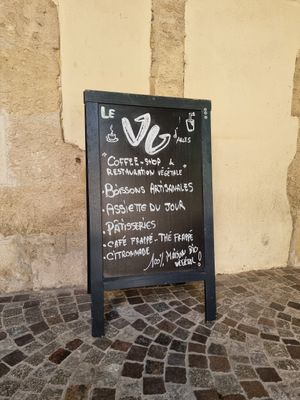 LE
VG
d'ARLES
"COFFEE-SHOP &
RESTAURATION VÉGÉTALE"
•BOISSONS ARTISANALES
•ASSIETTE DU JOUR
•PÂTISSERIES
•CAFÉ FRAPPÉ - THÉ FRAPPÉ
CITRONNADE
100% MAISON BIO
VÉGÉTAL!